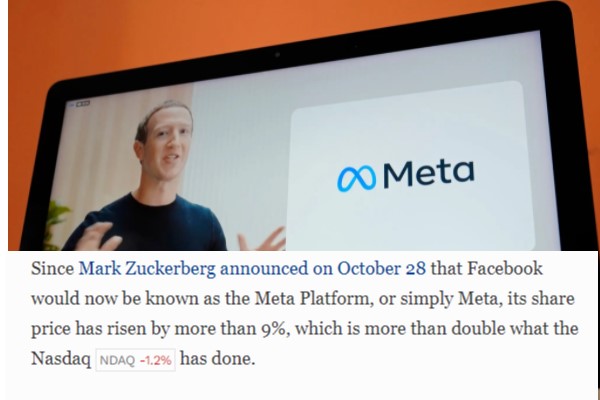 Meta
Since Mark Zuckerberg announced on October 28 that Facebook
would now be known as the Meta Platform, or simply Meta, its share
price has risen by more than 9%, which is more than double what the
Nasdaq NDAQ -1.2% has done.